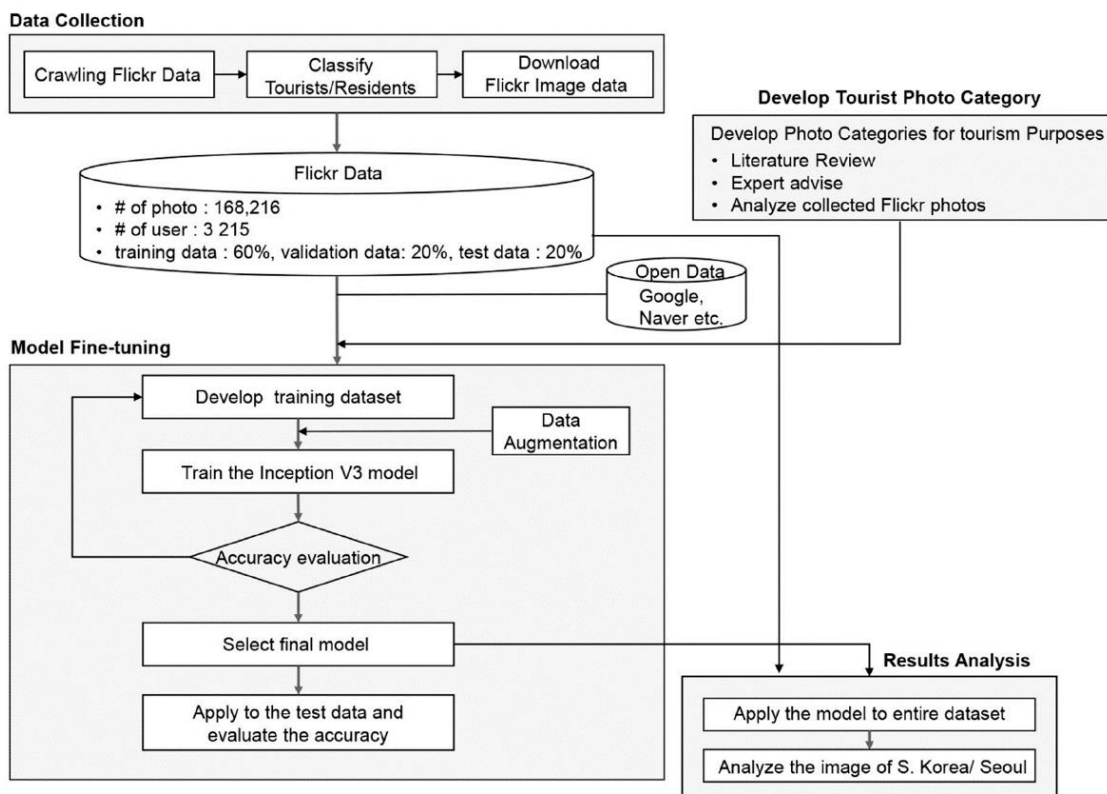 Data Collection
Crawling Flickr Data
Classify
Tourists/Residents
Download
Flickr Image data
Develop Tourist Photo Category
Develop Photo Categories for tourism Purposes
• Literature Review
• Expert advise
• Analyze collected Flickr photos
Flickr Data
• # of photo : 168,216
• # of user : 3 215
• training data : 60%, validation data: 20%, test data : 20%
Open Data
Google,
Naver etc.
Model Fine-tuning
Develop training dataset
Data
Augmentation
Train the Inception V3 model
Accuracy evaluation
Select final model
Apply to the test data and
evaluate the accuracy
Results Analysis
Apply the model to entire dataset
Analyze the image of S. Korea/ Seoul